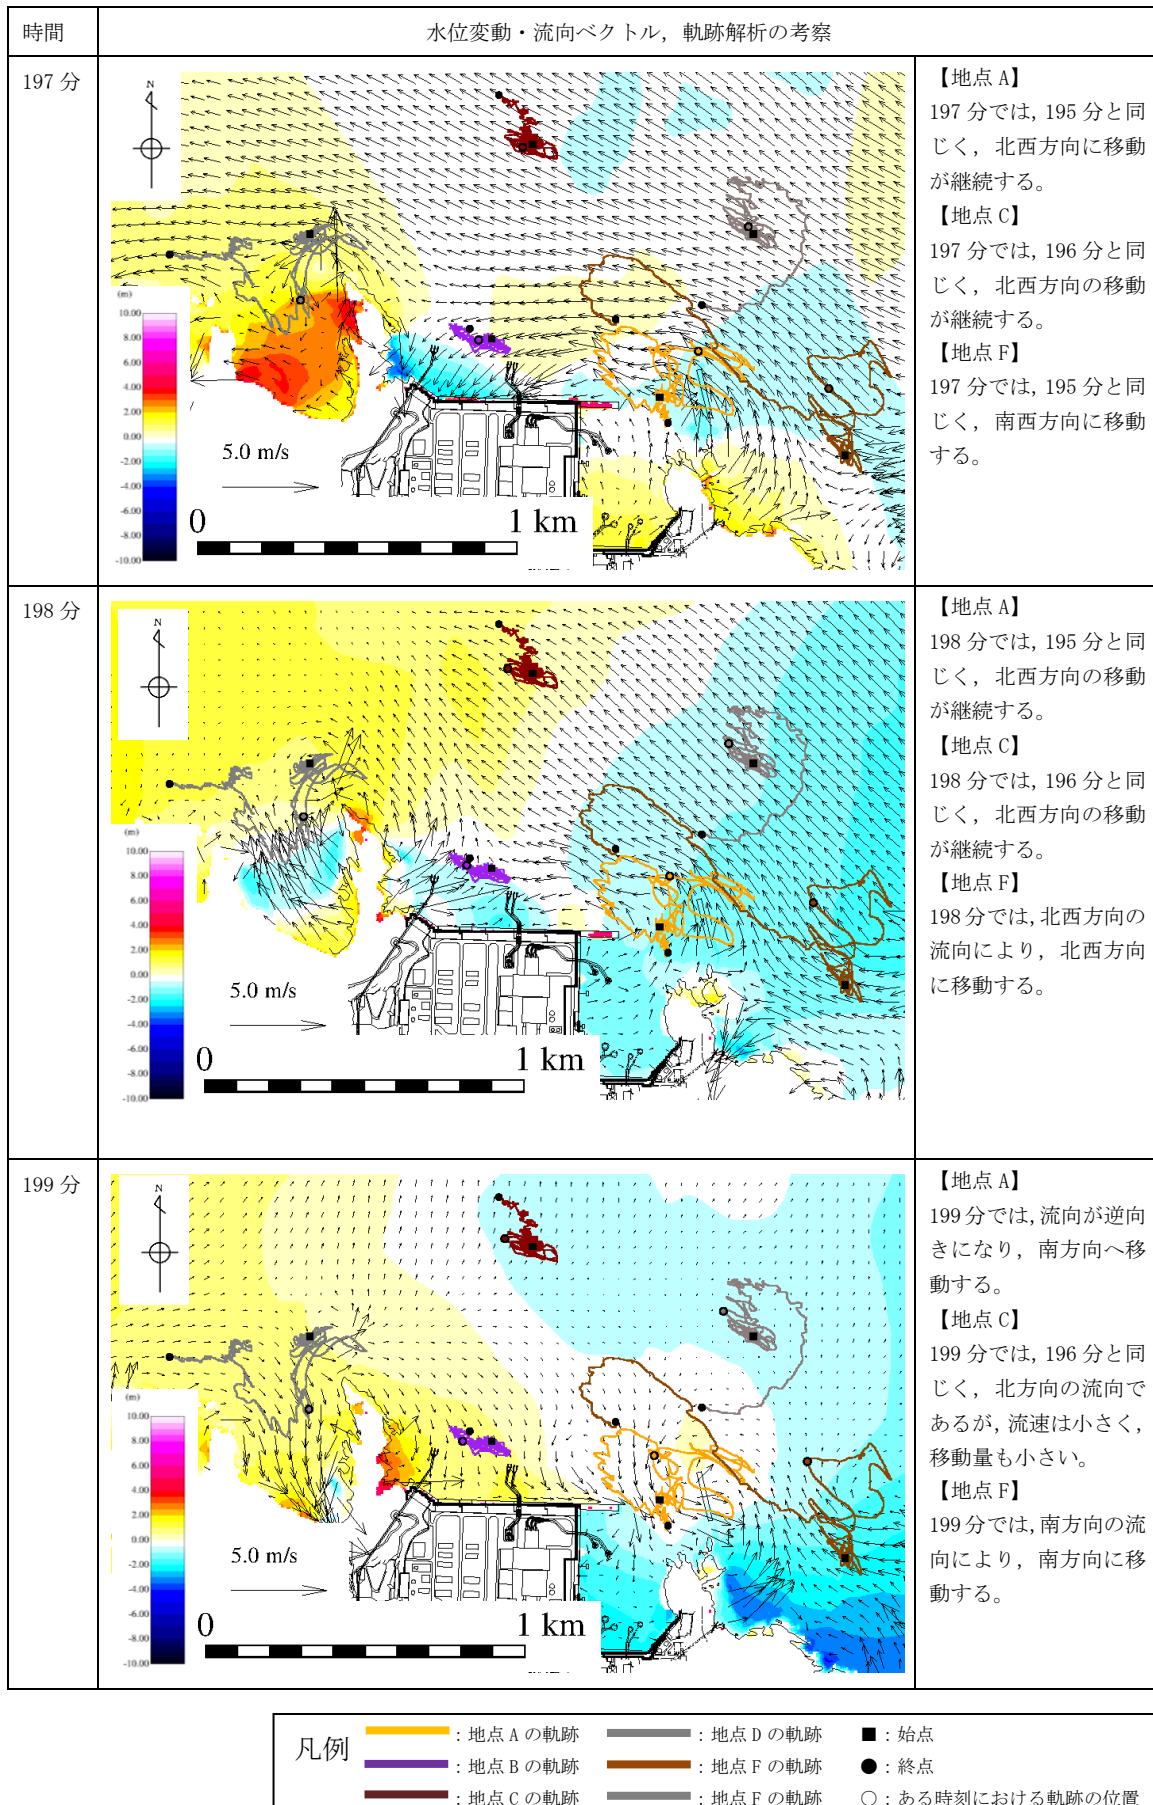 時間
水位変動・流向ベクトル，軌跡解析の考察
197 分
N
(m)
10.00
8.00
6.00
4.00
2.00
0.00
-2.00
-4.00
-6.00
-8.00
-10.00
5.0 m/s
0
1 km
【地点 A】
197 分では，195 分と同
じく，北西方向に移動
が継続する。
【地点 C】
197 分では，196 分と同
じく，北西方向の移動
が継続する。
【地点 F】
197 分では，195 分と同
じく，南西方向に移動
する。
198 分
N
(m)
10.00
8.00
6.00
4.00
2.00
0.00
-2.00
-4.00
-6.00
-8.00
-10.00
5.0 m/s
0
1 km
【地点 A】
198 分では，195 分と同
じく，北西方向の移動
が継続する。
【地点 C】
198 分では，196 分と同
じく，北西方向の移動
が継続する。
【地点 F】
198 分では，北西方向の
流向により，北西方向
に移動する。
199 分
N
(m)
10.00
8.00
6.00
4.00
2.00
0.00
-2.00
-4.00
-6.00
-8.00
-10.00
5.0 m/s
0
1 km
【地点 A】
199 分では，流向が逆向
きになり，南方向へ移
動する。
【地点 C】
199 分では，196 分と同
じく，北方向の流向で
あるが，流速は小さく，
移動量も小さい。
【地点 F】
199 分では，南方向の流
向により，南方向に移
動する。
凡例
：地点 A の軌跡 ：地点 D の軌跡 ■：始点
：地点 B の軌跡 ：地点 F の軌跡 ●：終点
：地点 C の軌跡 ：地点 F の軌跡 ○：ある時刻における軌跡の位置